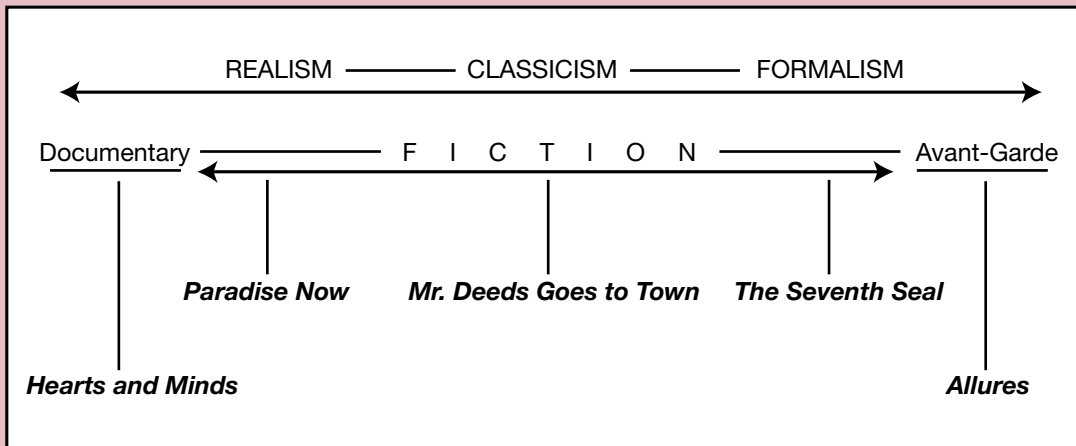 REALISM CLASSICISM FORMALISM
Documentary F I C T I O N Avant-Garde
Paradise Now Mr. Deeds Goes to Town The Seventh Seal
Hearts and Minds Allures